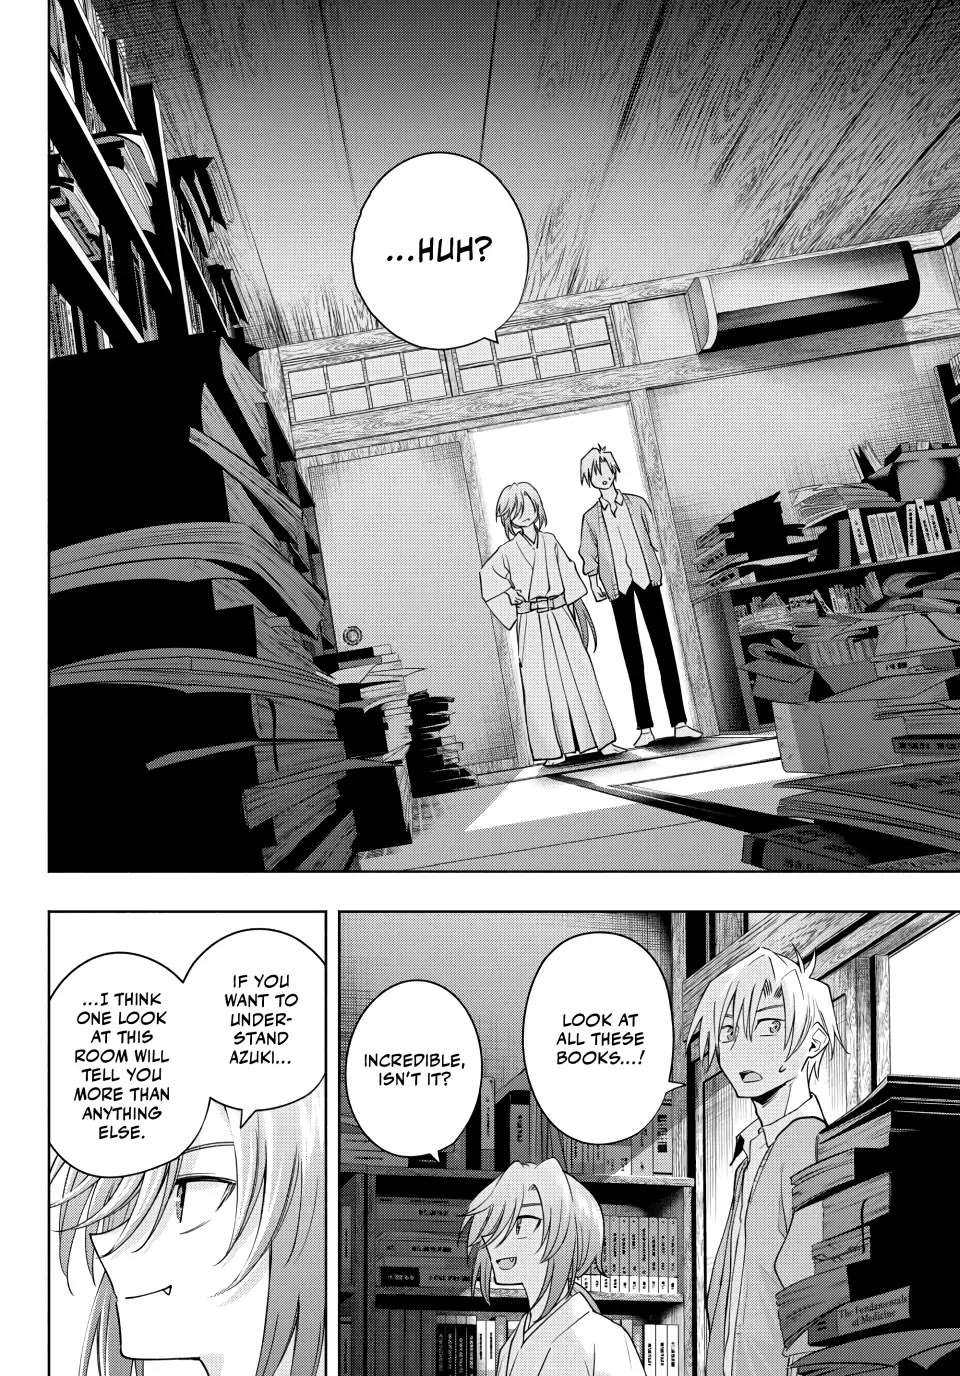 ...HUH?
LOOK AT
ALL THESE
BOOKS...!
INCREDIBLE,
ISN'T IT?
IF YOU
WANT TO
UNDER-
STAND
AZUKI...
...I THINK
ONE LOOK
AT THIS
ROOM WILL
TELL YOU
MORE THAN
ANYTHING
ELSE.
The Fundamentals
of Medicine